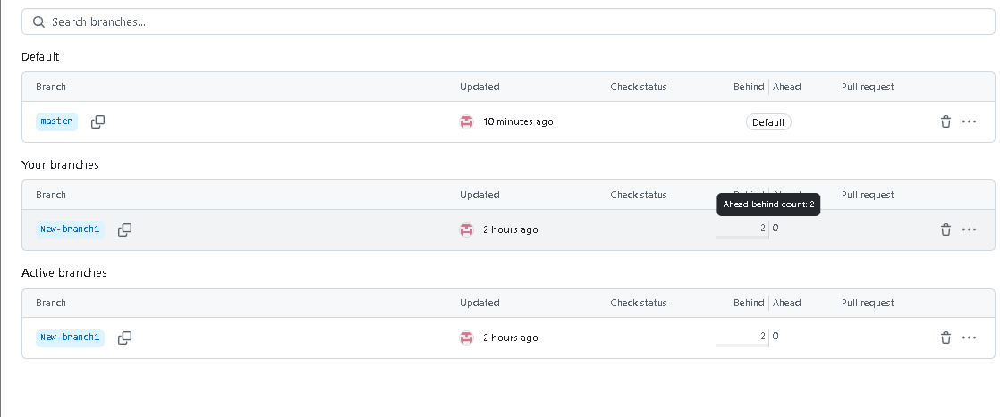 Search branches...
Default
Branch Updated Check status Behind Ahead Pull request
master 10 minutes ago Default
Your branches
Branch Updated Check status Pull request
Ahead behind count: 2
New-branch1 2 hours ago 2 0
Active branches
Branch Updated Check status Behind Ahead Pull request
New-branch1 2 hours ago 2 0